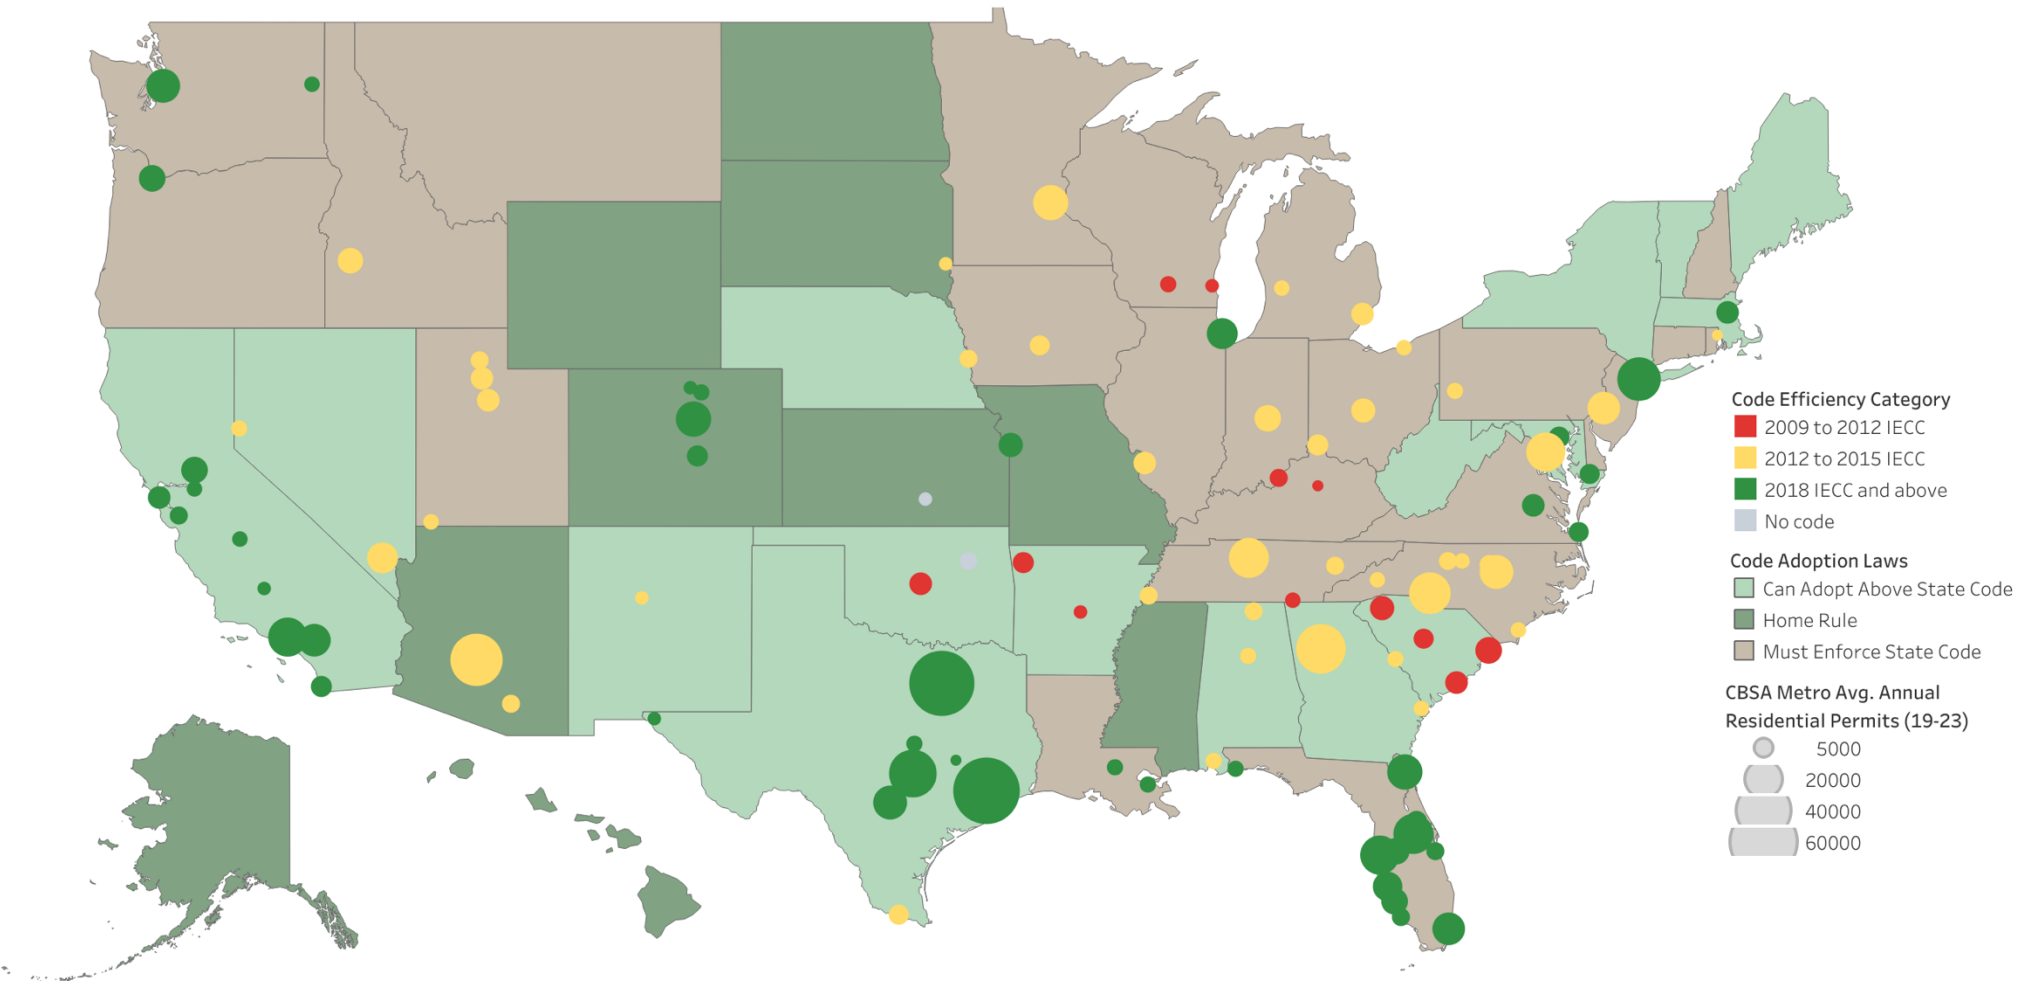 Code Efficiency Category
2009 to 2012 IECC
2012 to 2015 IECC
2018 IECC and above
No code
Code Adoption Laws
Can Adopt Above State Code
Home Rule
Must Enforce State Code
CBSA Metro Avg. Annual
Residential Permits (19-23)
5000
20000
40000
60000